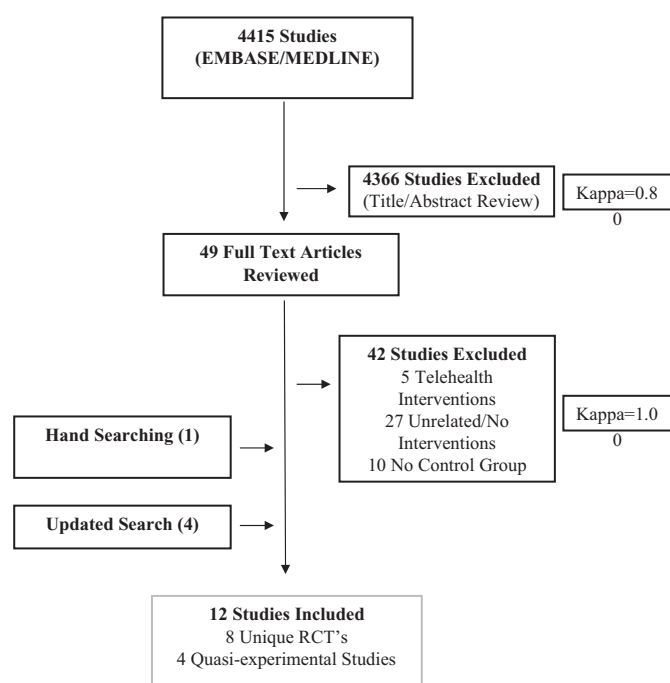 4415 Studies
(EMBASE/MEDLINE)
4366 Studies Excluded
(Title/Abstract Review)
Kappa=0.8
0
49 Full Text Articles
Reviewed
42 Studies Excluded
5 Telehealth
Interventions
27 Unrelated/No
Interventions
10 No Control Group
Kappa=1.0
0
Hand Searching (1)
Updated Search (4)
12 Studies Included
8 Unique RCT’s
4 Quasi-experimental Studies